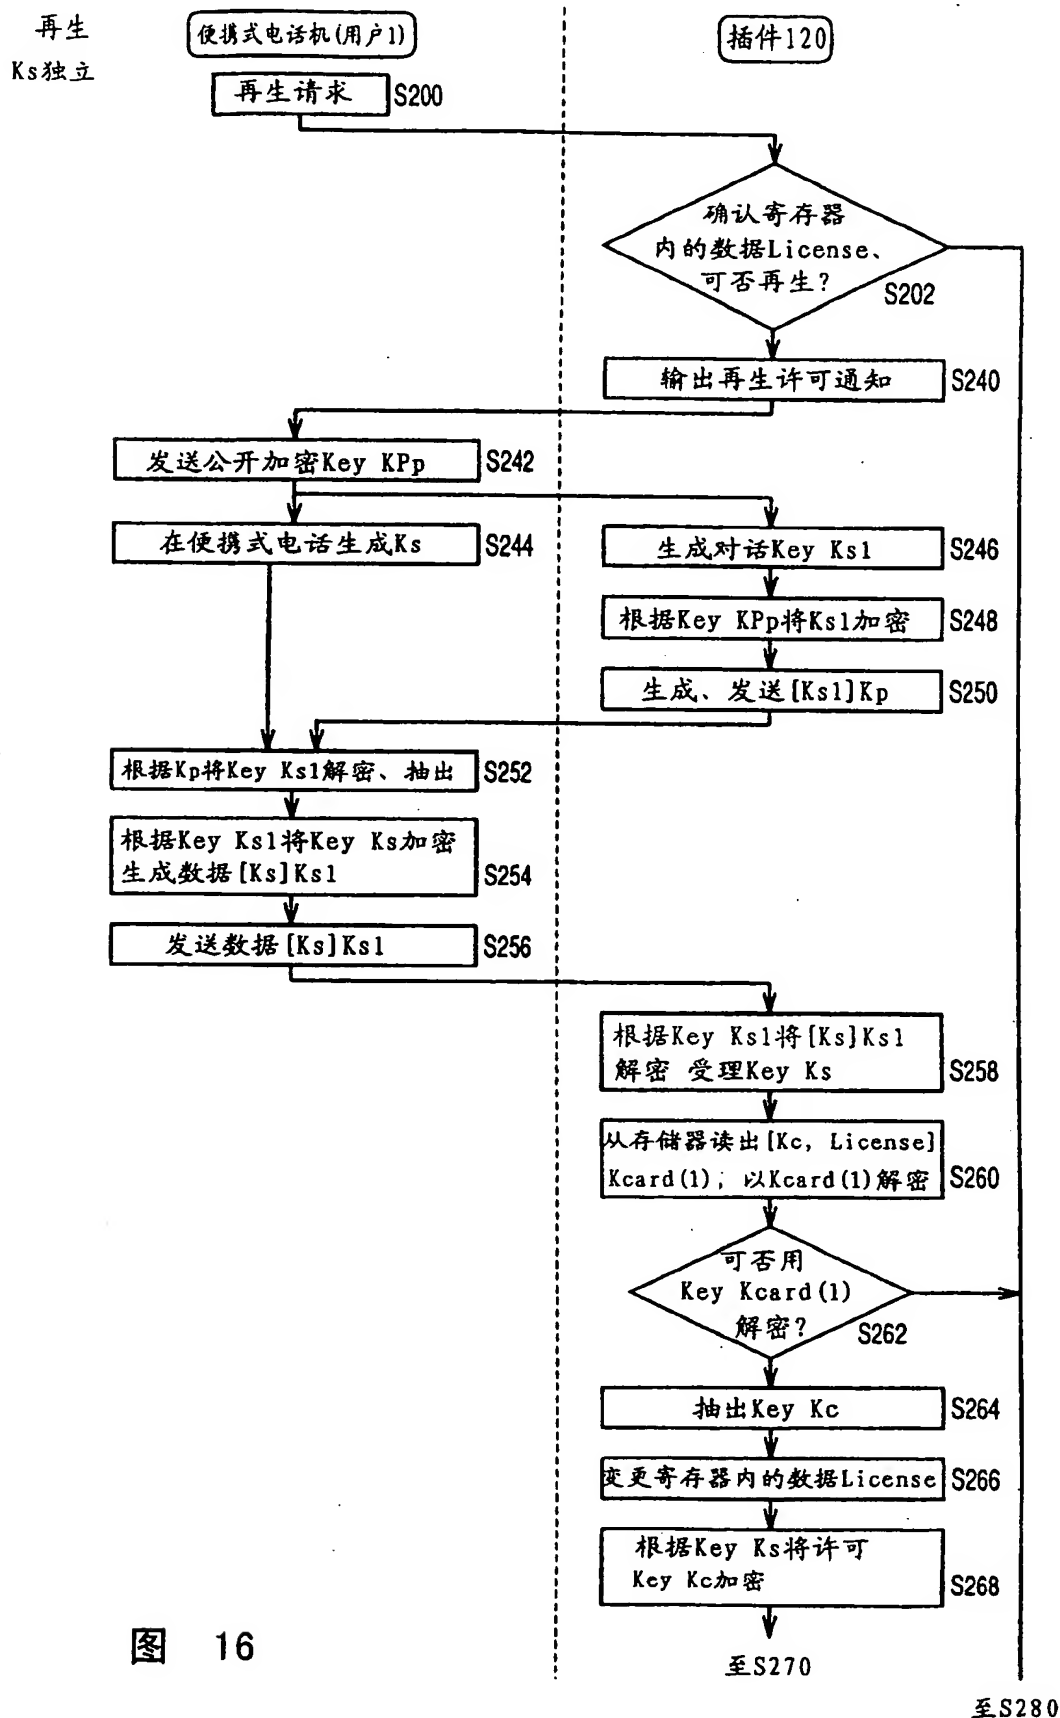 再生
Ks独立
便携式电话机(用户1)
插件120
再生请求
S200
确认寄存器
内的数据License、
可否再生?
S202
输出再生许可通知
S240
发送公开加密Key KPp
S242
在便携式电话生成Ks
S244
生成对话Key Ks1
S246
根据Key KPp将Ks1加密
S248
生成、发送[Ks1]Kp
S250
根据Kp将Key Ks1解密、抽出
S252
根据Key Ks1将Key Ks加密
生成数据[Ks]Ks1
S254
发送数据[Ks]Ks1
S256
根据Key Ks1将[Ks]Ks1
解密 受理Key Ks
S258
从存储器读出[Kc, License]
Kcard(1); 以Kcard(1)解密
S260
可否用
Key Kcard(1)
解密?
S262
抽出Key Kc
S264
变更寄存器内的数据License
S266
根据Key Ks将许可
Key Kc加密
S268
至S270
至S280
图 16